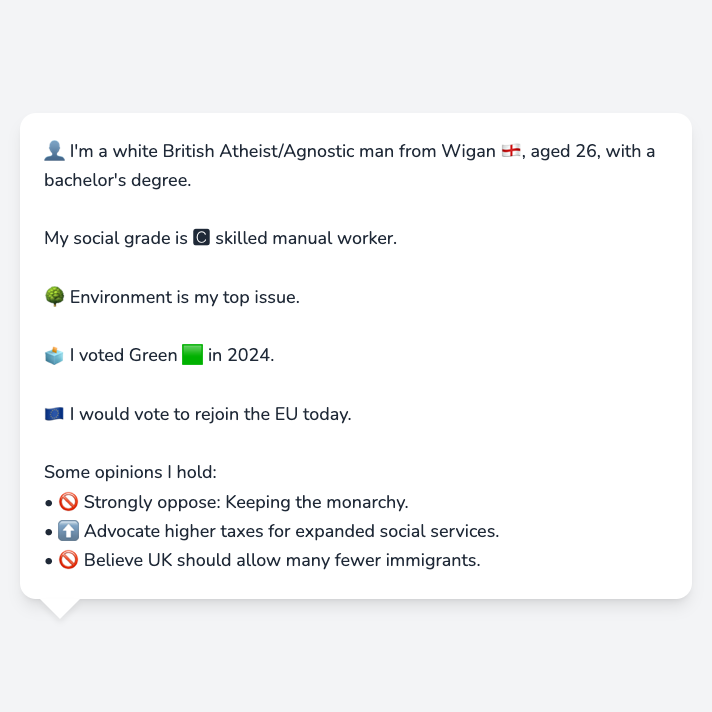 👤 I'm a white British Atheist/Agnostic man from Wigan 🏴󠁧󠁢󠁥󠁮󠁧󠁿, aged 26, with a
bachelor's degree.
My social grade is 🅲 skilled manual worker.
🌳 Environment is my top issue.
🗳️ I voted Green 🟩 in 2024.
🇪🇺 I would vote to rejoin the EU today.
Some opinions I hold:
• 🚫 Strongly oppose: Keeping the monarchy.
• ⬆️ Advocate higher taxes for expanded social services.
• 🚫 Believe UK should allow many fewer immigrants.